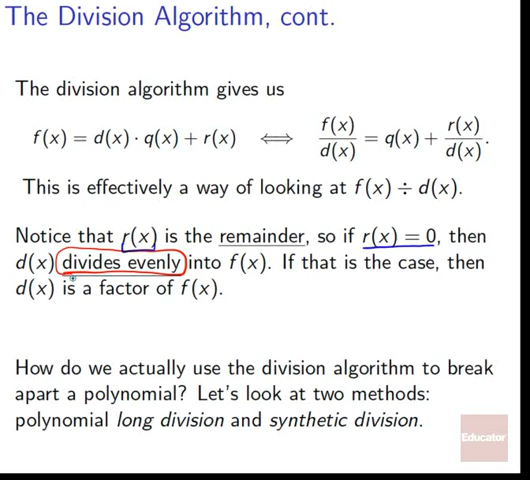 The Division Algorithm, cont.
The division algorithm gives us
f(x) = d(x) · q(x) + r(x) ⟺ f(x)/d(x) = q(x) + r(x)/d(x).
This is effectively a way of looking at f(x) ÷ d(x).
Notice that r(x) is the remainder, so if r(x) = 0, then
d(x) divides evenly into f(x). If that is the case, then
d(x) is a factor of f(x).
How do we actually use the division algorithm to break
apart a polynomial? Let's look at two methods:
polynomial long division and synthetic division.
Educator